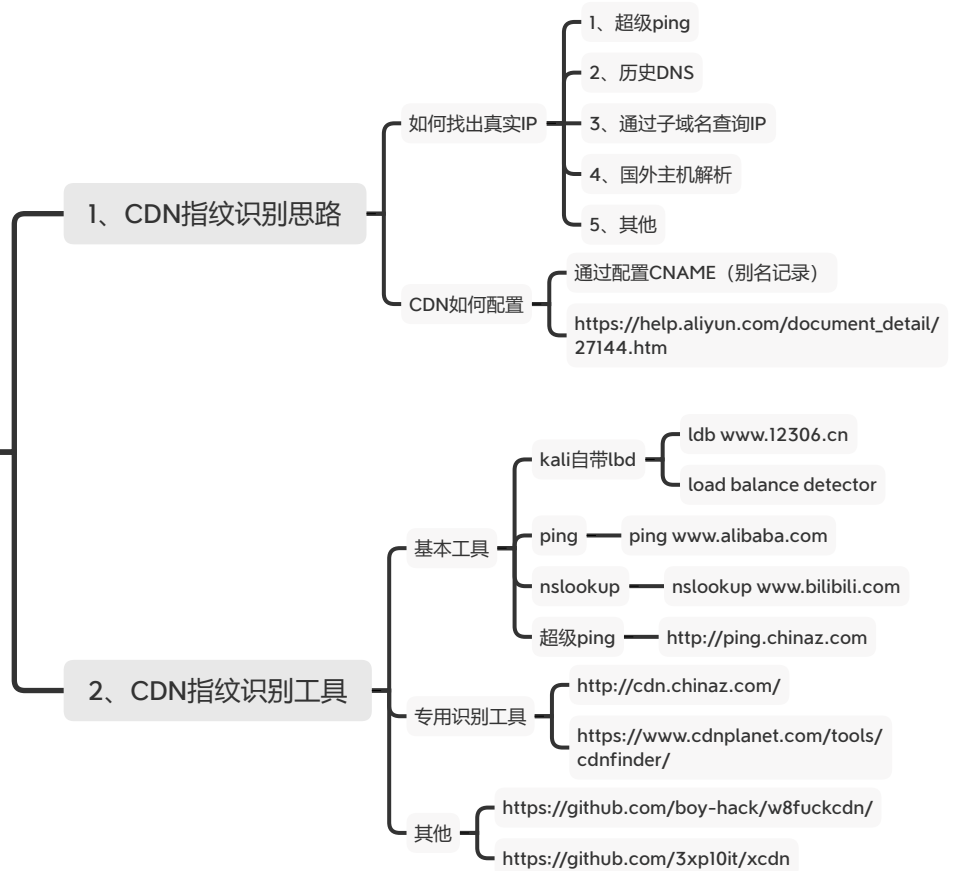 1、CDN指纹识别思路
如何找出真实IP
1、超级ping
2、历史DNS
3、通过子域名查询IP
4、国外主机解析
5、其他
CDN如何配置
通过配置CNAME（别名记录）
https://help.aliyun.com/document_detail/
27144.htm
2、CDN指纹识别工具
基本工具
kali自带lbd
ldb www.12306.cn
load balance detector
ping
ping www.alibaba.com
nslookup
nslookup www.bilibili.com
超级ping
http://ping.chinaz.com
专用识别工具
http://cdn.chinaz.com/
https://www.cdnplanet.com/tools/
cdnfinder/
其他
https://github.com/boy-hack/w8fuckcdn/
https://github.com/3xp10it/xcdn